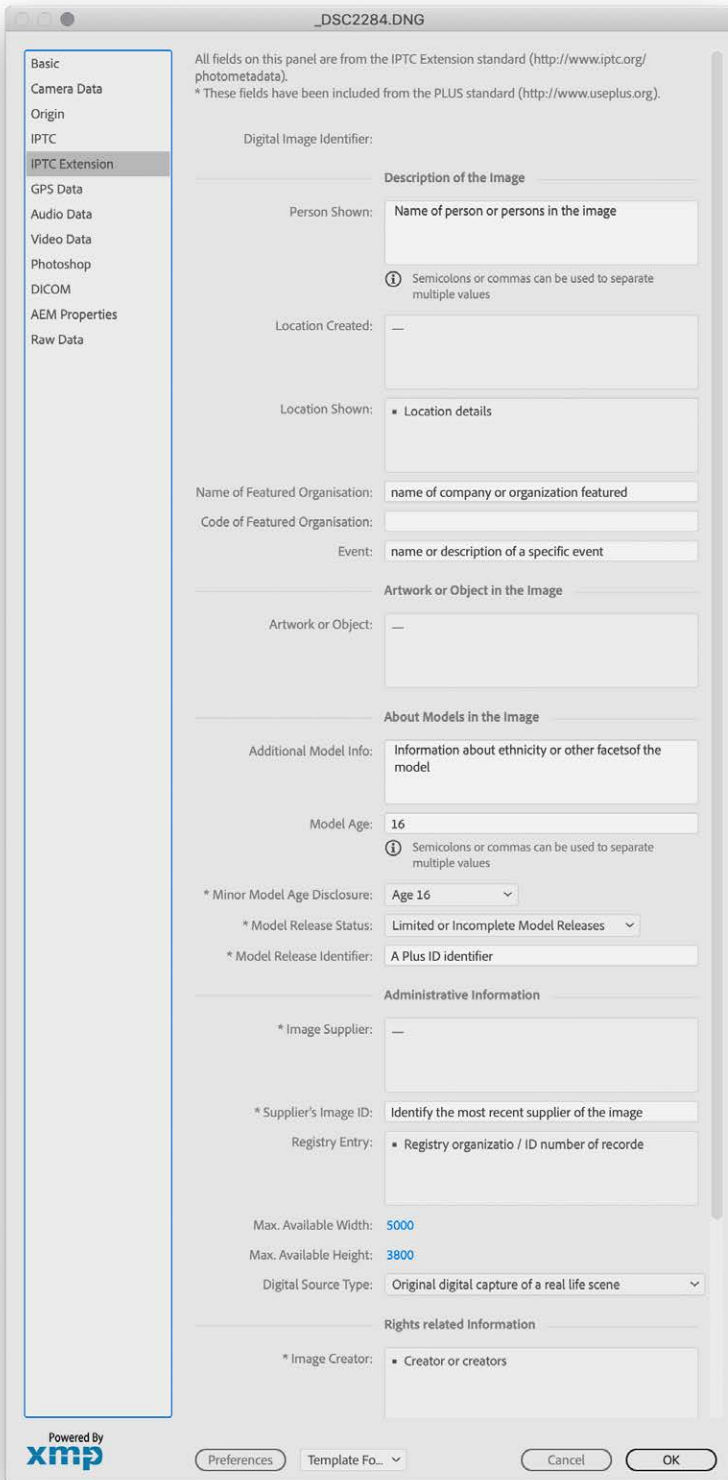 _DSC2284.DNG
Basic
Camera Data
Origin
IPTC
IPTC Extension
GPS Data
Audio Data
Video Data
Photoshop
DICOM
AEM Properties
Raw Data
All fields on this panel are from the IPTC Extension standard (http://www.iptc.org/
photometadata).
* These fields have been included from the PLUS standard (http://www.useplus.org).
Digital Image Identifier:
Description of the Image
Person Shown: Name of person or persons in the image
Semicolons or commas can be used to separate
multiple values
Location Created: —
Location Shown: ▪ Location details
Name of Featured Organisation: name of company or organization featured
Code of Featured Organisation:
Event: name or description of a specific event
Artwork or Object in the Image
Artwork or Object: —
About Models in the Image
Additional Model Info: Information about ethnicity or other facetsof the
model
Model Age: 16
Semicolons or commas can be used to separate
multiple values
* Minor Model Age Disclosure: Age 16
* Model Release Status: Limited or Incomplete Model Releases
* Model Release Identifier: A Plus ID identifier
Administrative Information
* Image Supplier: —
* Supplier's Image ID: Identify the most recent supplier of the image
Registry Entry: ▪ Registry organizatio / ID number of recorde
Max. Available Width: 5000
Max. Available Height: 3800
Digital Source Type: Original digital capture of a real life scene
Rights related Information
* Image Creator: ▪ Creator or creators
Powered By
xmp
Preferences
Template Fo...
Cancel
OK